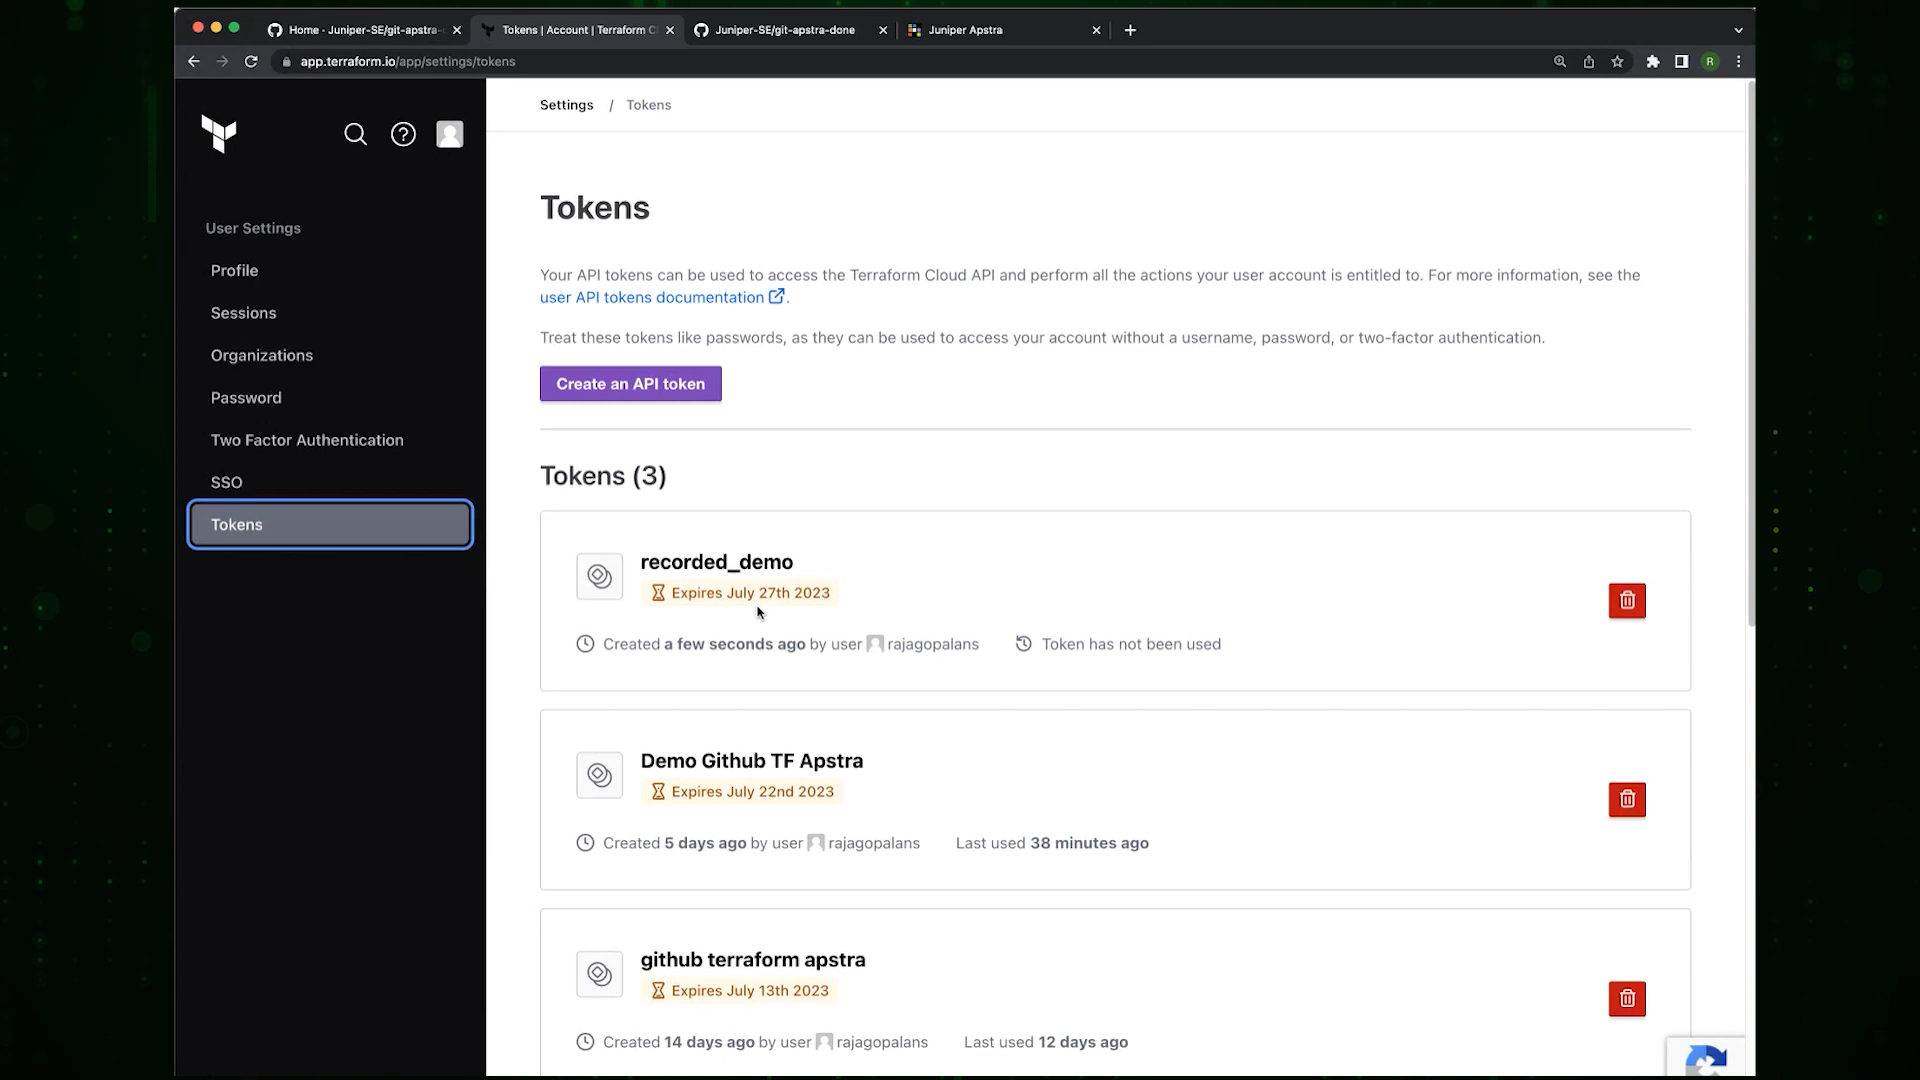 Home - Juniper-SE/git-apstra-
Tokens | Account | Terraform C
Juniper-SE/git-apstra-done
Juniper Apstra
app.terraform.io/app/settings/tokens
R
Settings / Tokens
User Settings
Profile
Sessions
Organizations
Password
Two Factor Authentication
SSO
Tokens
Tokens
Your API tokens can be used to access the Terraform Cloud API and perform all the actions your user account is entitled to. For more information, see the
user API tokens documentation.
Treat these tokens like passwords, as they can be used to access your account without a username, password, or two-factor authentication.
Create an API token
Tokens (3)
recorded_demo
Expires July 27th 2023
Created a few seconds ago by user rajagopalans Token has not been used
Demo Github TF Apstra
Expires July 22nd 2023
Created 5 days ago by user rajagopalans Last used 38 minutes ago
github terraform apstra
Expires July 13th 2023
Created 14 days ago by user rajagopalans Last used 12 days ago